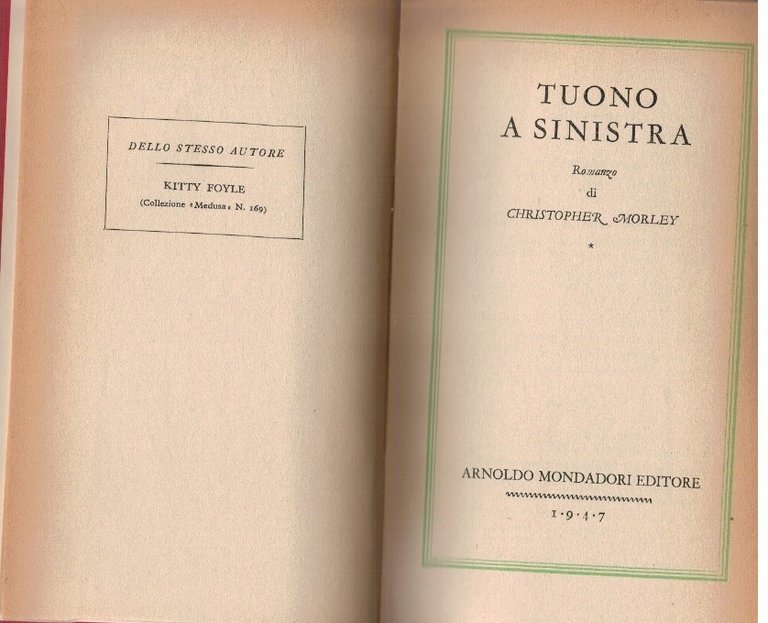 DELLO STESSO AUTORE
KITTY FOYLE
(Collezione «Medusa» N. 169)
TUONO
A SINISTRA
Romanzo
di
CHRISTOPHER MORLEY
*
ARNOLDO MONDADORI EDITORE
1·9·4·7